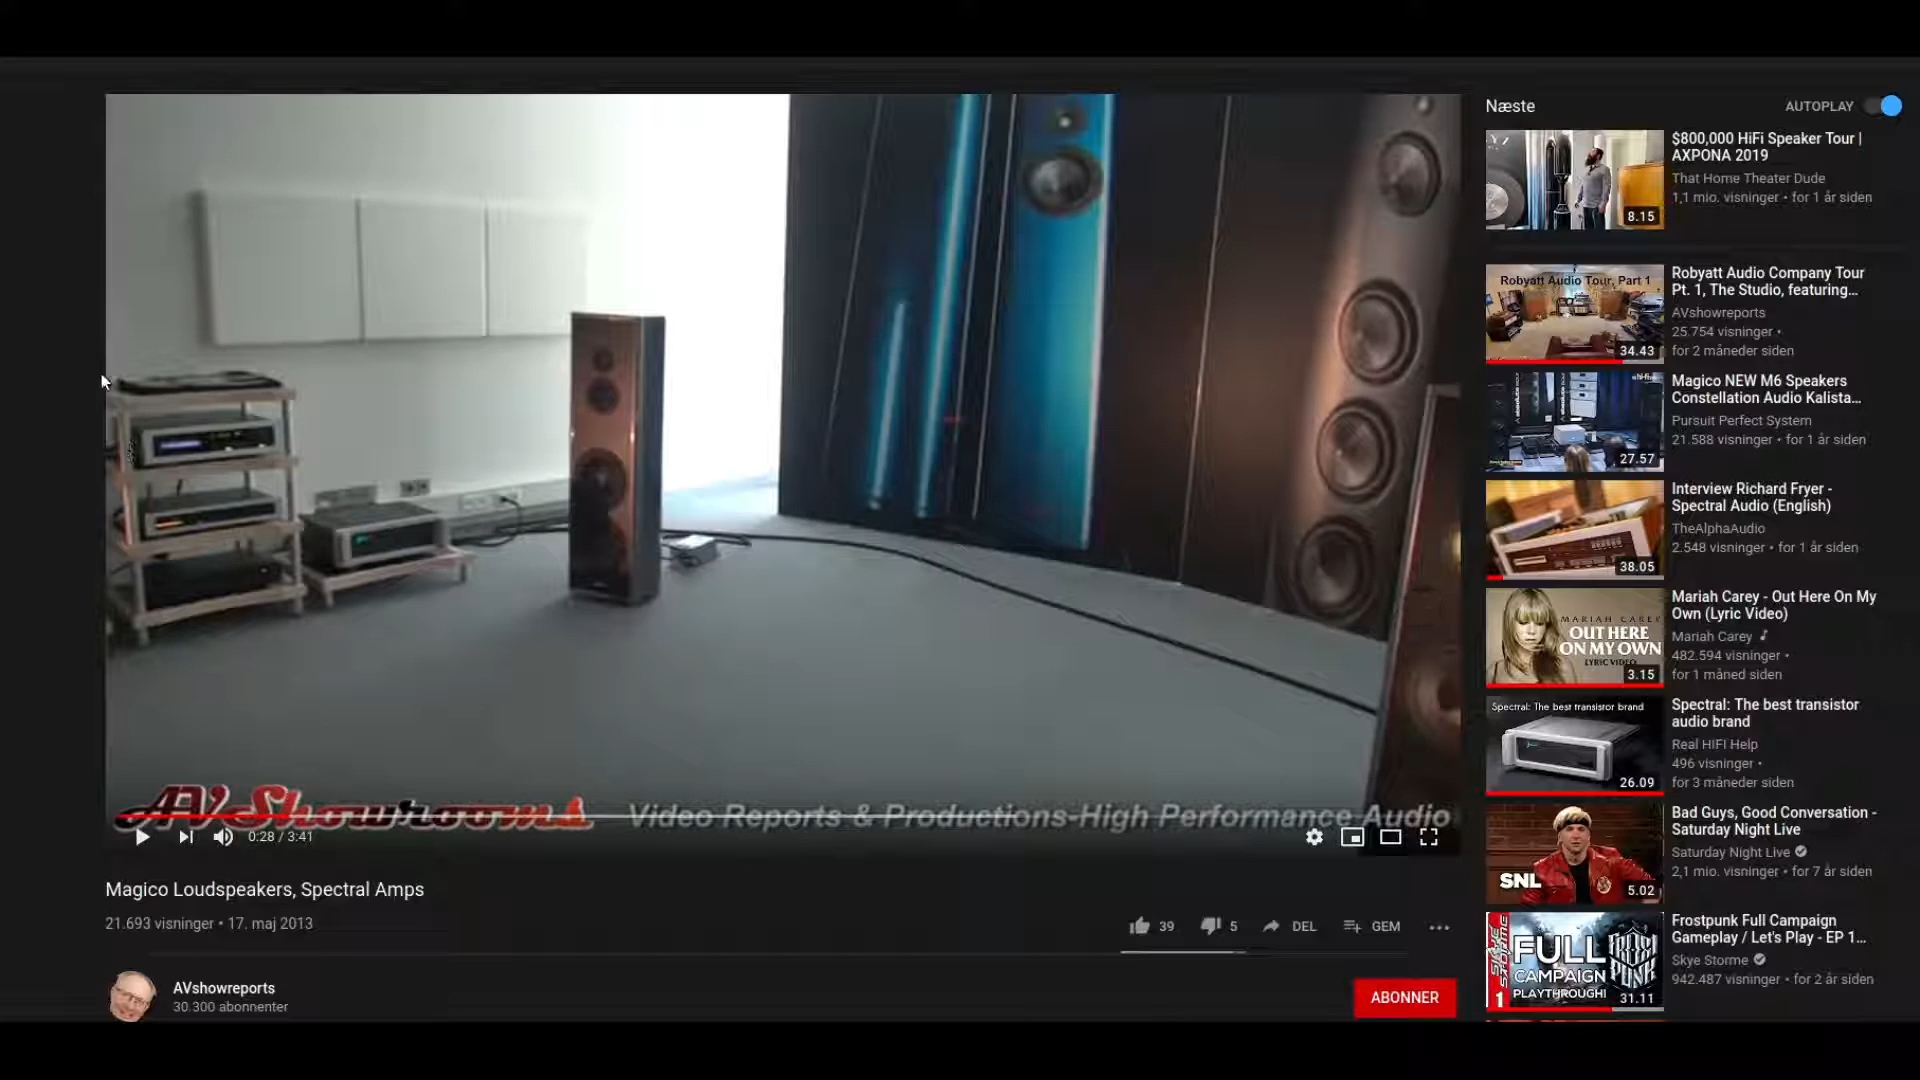 AVShowrooms
Video Reports & Productions-High Performance Audio
0:28 / 3:41
Magico Loudspeakers, Spectral Amps
21.693 visninger • 17. maj 2013
39
5
DEL
GEM
AVshowreports
30.300 abonnenter
ABONNER
Næste
AUTOPLAY
8.15
$800,000 HiFi Speaker Tour |
AXPONA 2019
That Home Theater Dude
1,1 mio. visninger • for 1 år siden
Robyatt Audio Tour, Part 1
34.43
Robyatt Audio Company Tour
Pt. 1, The Studio, featuring...
AVshowreports
25.754 visninger •
for 2 måneder siden
27.57
Magico NEW M6 Speakers
Constellation Audio Kalista...
Pursuit Perfect System
21.588 visninger • for 1 år siden
38.05
Interview Richard Fryer -
Spectral Audio (English)
TheAlphaAudio
2.548 visninger • for 1 år siden
MARIAH CAREY
OUT HERE
ON MY OWN
LYRIC VIDEO
3.15
Mariah Carey - Out Here On My
Own (Lyric Video)
Mariah Carey
482.594 visninger •
for 1 måned siden
Spectral: The best transistor brand
26.09
Spectral: The best transistor
audio brand
Real HIFI Help
496 visninger •
for 3 måneder siden
SNL
5.02
Bad Guys, Good Conversation -
Saturday Night Live
Saturday Night Live
2,1 mio. visninger • for 7 år siden
SKYE STORME
1
FULL
CAMPAIGN
PLAYTHROUGH!
FROSTPUNK
31.11
Frostpunk Full Campaign
Gameplay / Let's Play - EP 1...
Skye Storme
942.487 visninger • for 2 år siden